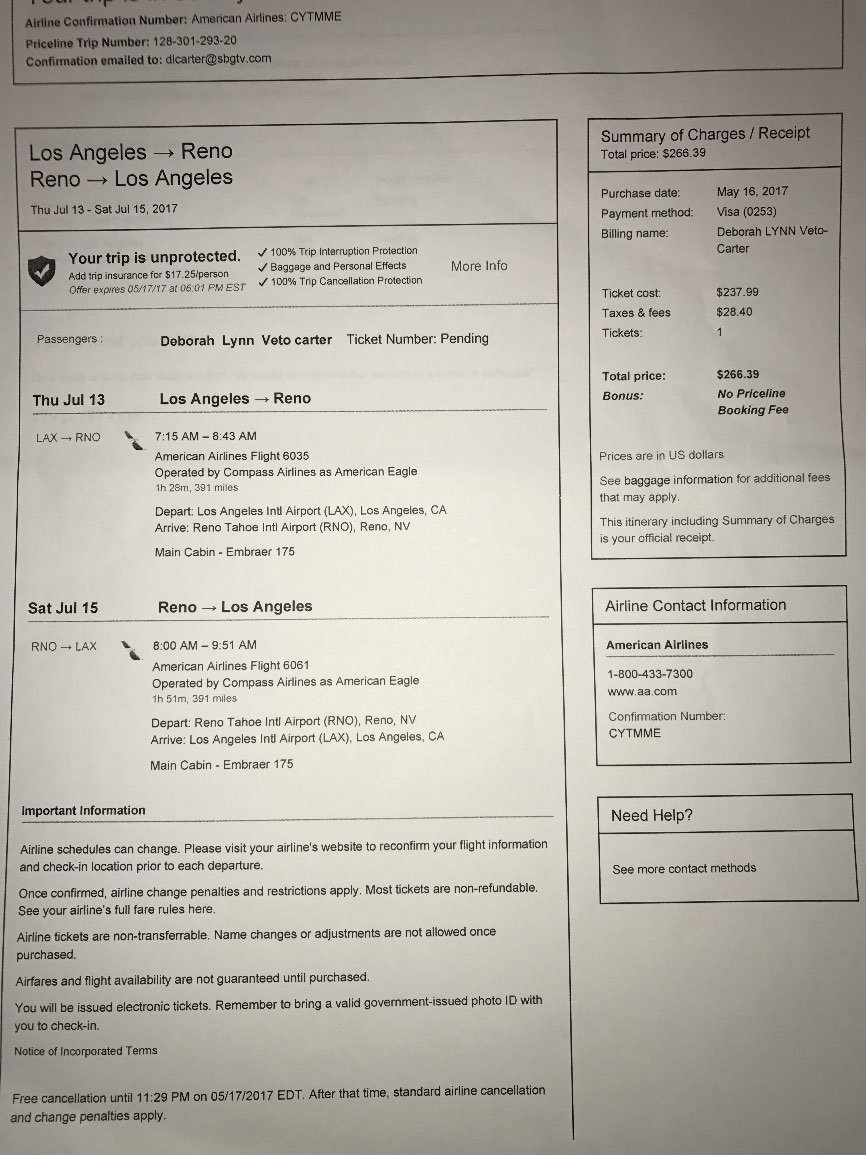 Airline Confirmation Number: American Airlines: CYTMME
Priceline Trip Number: 128-301-293-20
Confirmation emailed to: dlcarter@sbgtv.com
Los Angeles → Reno
Reno → Los Angeles
Thu Jul 13 - Sat Jul 15, 2017
Your trip is unprotected.
Add trip insurance for $17.25/person
Offer expires 05/17/17 at 06:01 PM EST
✓ 100% Trip Interruption Protection
✓ Baggage and Personal Effects
✓ 100% Trip Cancellation Protection
More Info
Passengers : Deborah Lynn Veto carter Ticket Number: Pending
Thu Jul 13 Los Angeles → Reno
LAX → RNO 7:15 AM – 8:43 AM
American Airlines Flight 6035
Operated by Compass Airlines as American Eagle
1h 28m, 391 miles
Depart: Los Angeles Intl Airport (LAX), Los Angeles, CA
Arrive: Reno Tahoe Intl Airport (RNO), Reno, NV
Main Cabin - Embraer 175
Sat Jul 15 Reno → Los Angeles
RNO → LAX 8:00 AM – 9:51 AM
American Airlines Flight 6061
Operated by Compass Airlines as American Eagle
1h 51m, 391 miles
Depart: Reno Tahoe Intl Airport (RNO), Reno, NV
Arrive: Los Angeles Intl Airport (LAX), Los Angeles, CA
Main Cabin - Embraer 175
Important Information
Airline schedules can change. Please visit your airline's website to reconfirm your flight information
and check-in location prior to each departure.
Once confirmed, airline change penalties and restrictions apply. Most tickets are non-refundable.
See your airline's full fare rules here.
Airline tickets are non-transferrable. Name changes or adjustments are not allowed once
purchased.
Airfares and flight availability are not guaranteed until purchased.
You will be issued electronic tickets. Remember to bring a valid government-issued photo ID with
you to check-in.
Notice of Incorporated Terms
Free cancellation until 11:29 PM on 05/17/2017 EDT. After that time, standard airline cancellation
and change penalties apply.
Summary of Charges / Receipt
Total price: $266.39
Purchase date: May 16, 2017
Payment method: Visa (0253)
Billing name: Deborah LYNN Veto-
Carter
Ticket cost: $237.99
Taxes & fees $28.40
Tickets: 1
Total price: $266.39
Bonus: No Priceline
Booking Fee
Prices are in US dollars
See baggage information for additional fees
that may apply.
This itinerary including Summary of Charges
is your official receipt.
Airline Contact Information
American Airlines
1-800-433-7300
www.aa.com
Confirmation Number:
CYTMME
Need Help?
See more contact methods